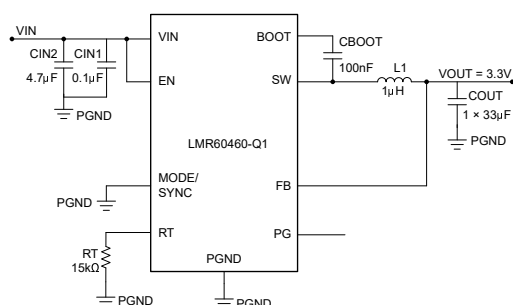 VIN
CIN2
4.7µF
CIN1
0.1µF
PGND
VIN
EN
MODE/
SYNC
PGND
RT
RT
15kΩ
PGND
LMR60460-Q1
PGND
PGND
BOOT
SW
FB
PG
CBOOT
100nF
L1
1µH
VOUT = 3.3V
COUT
1 × 33µF
PGND